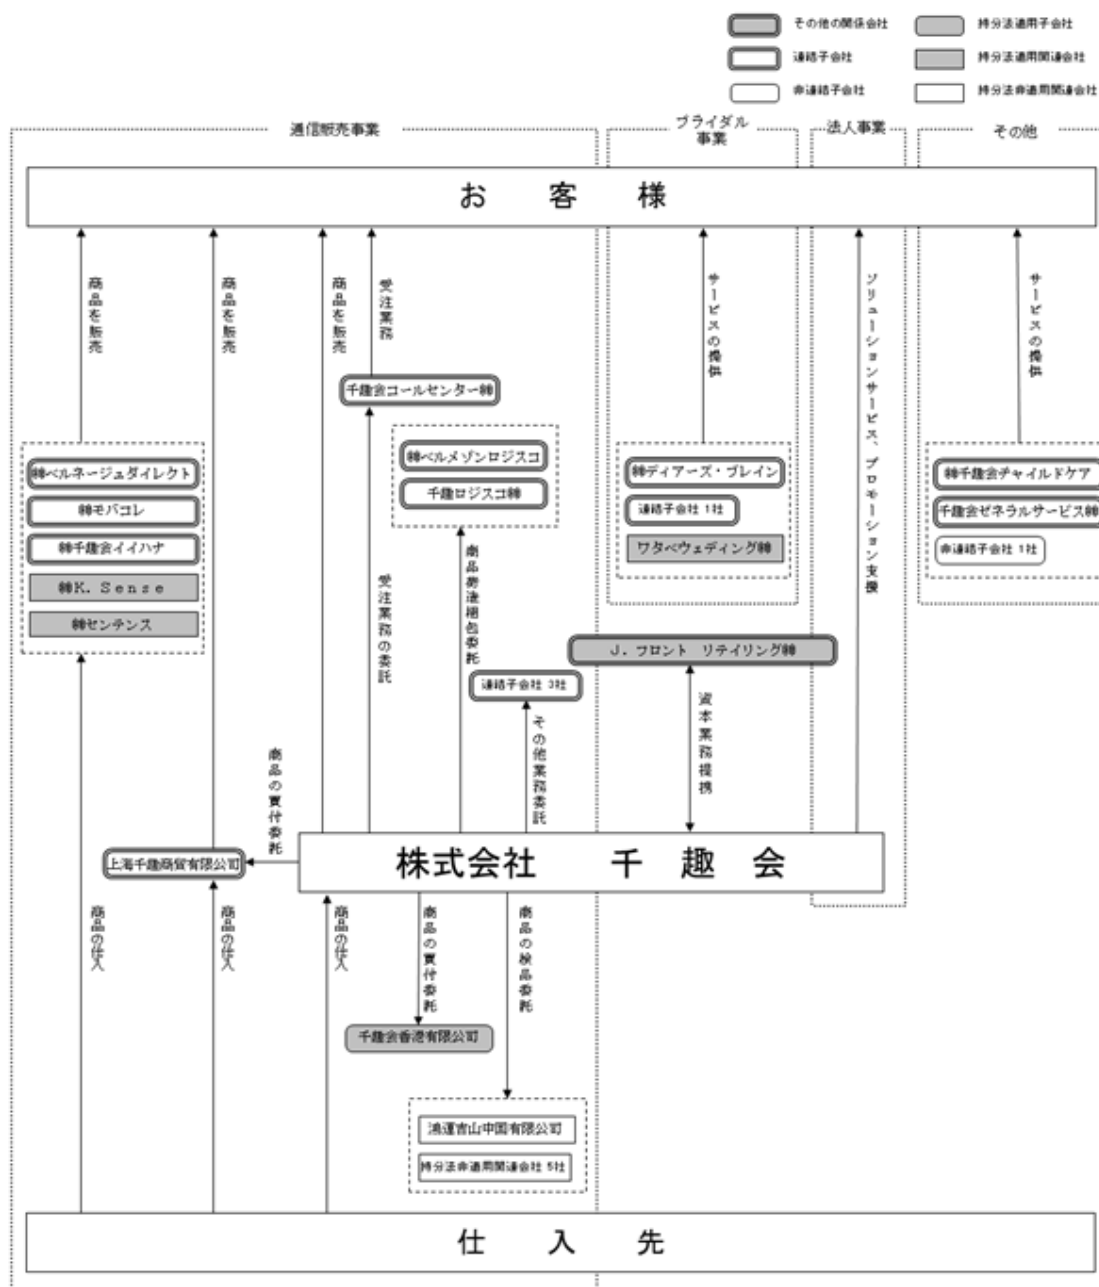 その他の関係会社
持分法適用子会社
連結子会社
持分法適用関連会社
非連結子会社
持分法非適用関連会社
通信販売事業
ブライダル
事業
法人事業
その他
お 客 様
商品を販売
商品を販売
商品を販売
受注業務
サービスの提供
ソリューションサービス、プロモーション支援
サービスの提供
千趣会コールセンター㈱
㈱ベルメゾンロジスコ
千趣ロジスコ㈱
㈱ベルネージュダイレクト
㈱モバコレ
㈱千趣会イイハナ
㈱K. Sense
㈱センテンス
㈱ディアーズ・ブレイン
連結子会社 1社
ワタベウェディング㈱
㈱千趣会チャイルドケア
千趣会ゼネラルサービス㈱
非連結子会社 1社
受注業務の委託
商品荷造梱包委託
J. フロント リテイリング㈱
連結子会社 3社
その他業務委託
資本業務提携
商品の買付委託
上海千趣商貿有限公司
株式会社 千 趣 会
商品の仕入
商品の仕入
商品の仕入
商品の買付委託
商品の検品委託
千趣会香港有限公司
鴻運吉山中国有限公司
持分法非適用関連会社 5社
仕 入 先